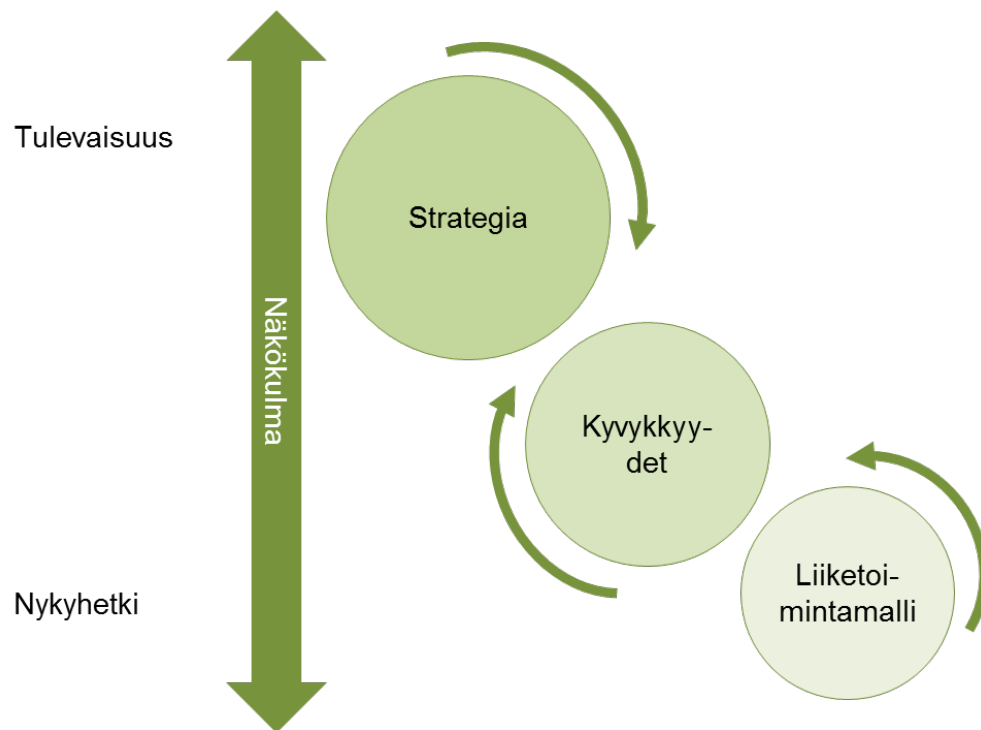 Tulevaisuus
Strategia
Näkökulma
Kyvykkyy-
det
Liiketoi-
mintamalli
Nykyhetki